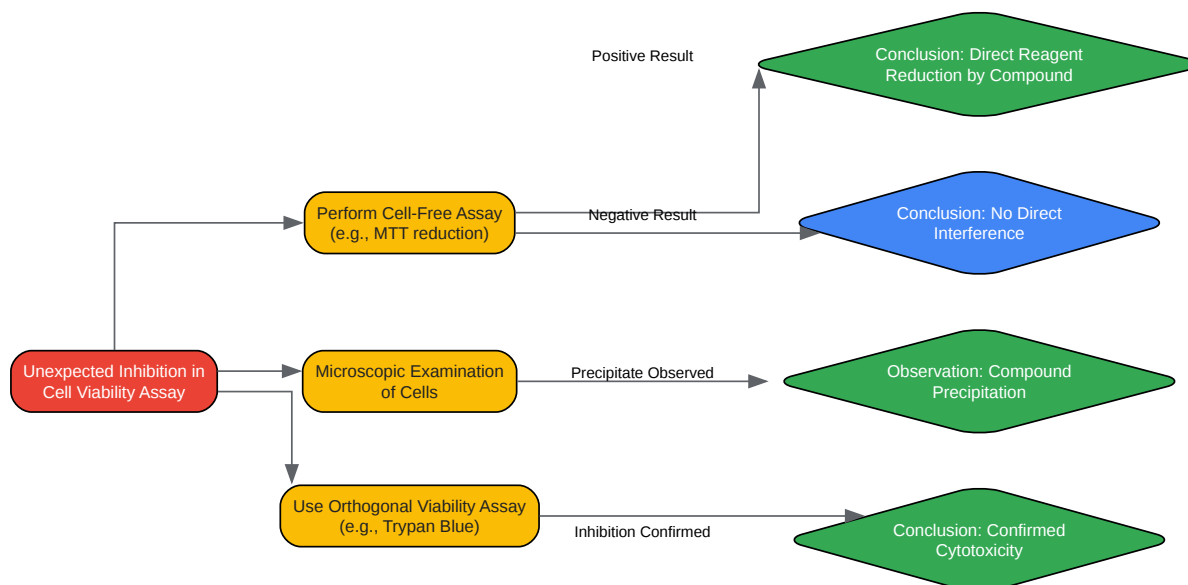 Positive Result
Conclusion: Direct Reagent
Reduction by Compound
Perform Cell-Free Assay
(e.g., MTT reduction)
Negative Result
Conclusion: No Direct
Interference
Unexpected Inhibition in
Cell Viability Assay
Microscopic Examination
of Cells
Precipitate Observed
Observation: Compound
Precipitation
Use Orthogonal Viability Assay
(e.g., Trypan Blue)
Inhibition Confirmed
Conclusion: Confirmed
Cytotoxicity